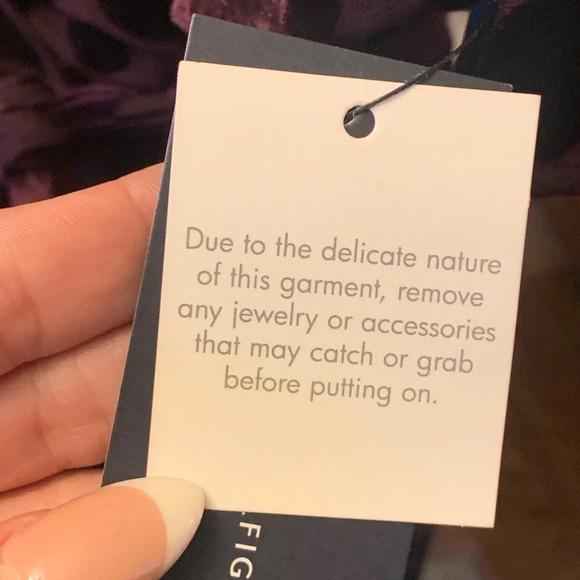 Due to the delicate nature
of this garment, remove
any jewelry or accessories
that may catch or grab
before putting on.
FIG